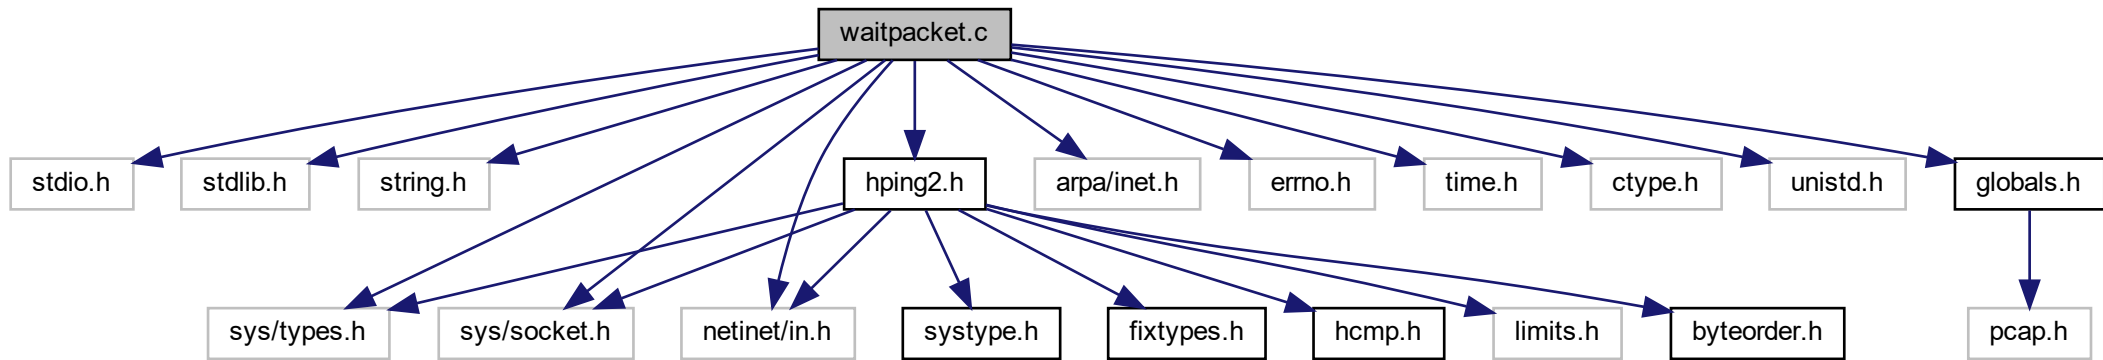 waitpacket.c
stdio.h
stdlib.h
string.h
hping2.h
arpa/inet.h
errno.h
time.h
ctype.h
unistd.h
globals.h
sys/types.h
sys/socket.h
netinet/in.h
systype.h
fixtypes.h
hcmp.h
limits.h
byteorder.h
pcap.h